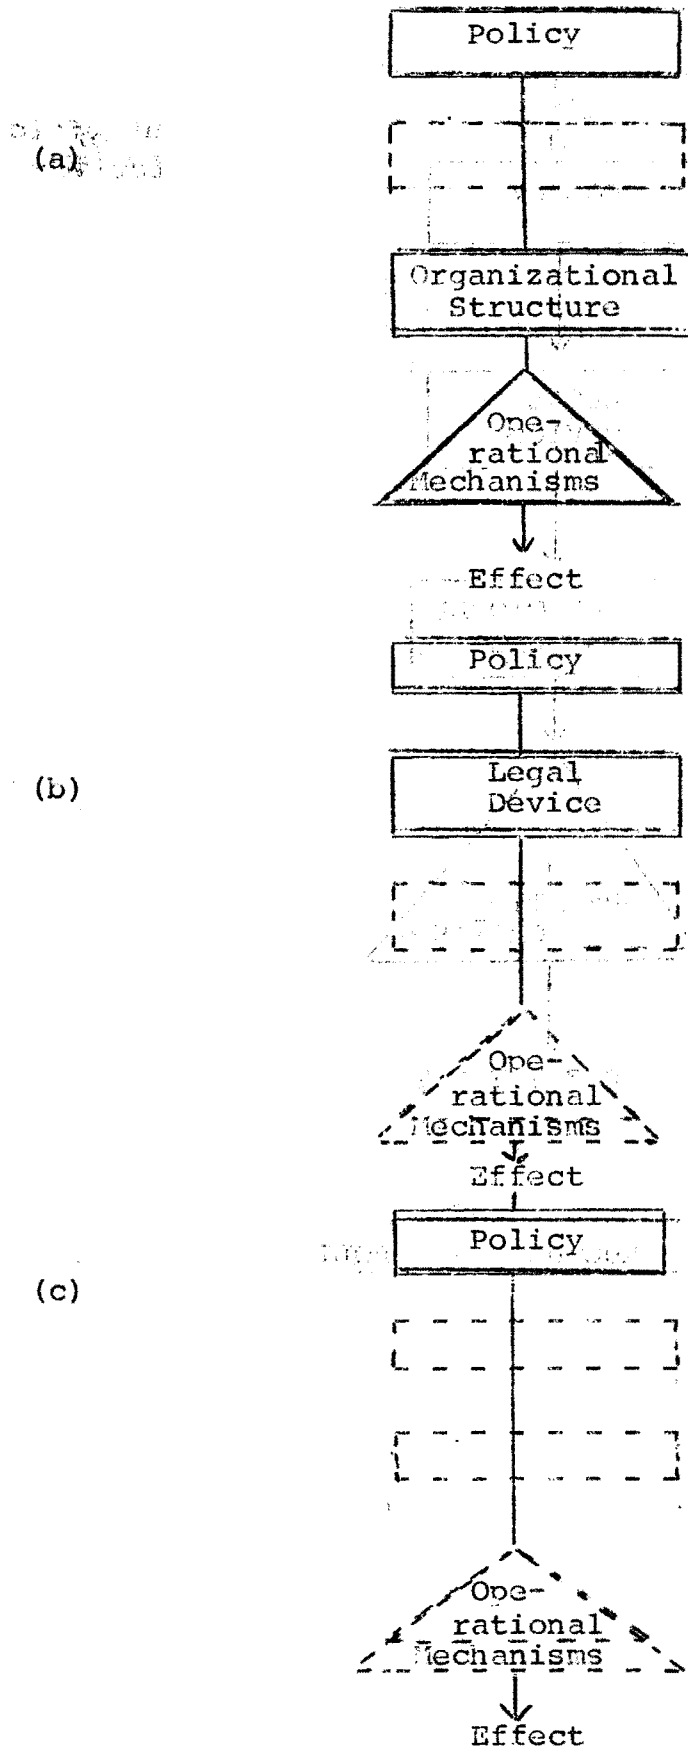 Policy
(a)
Organizational
Structure
Ope-
rational
Mechanisms
Effect
Policy
(b)
Legal
Device
Ope-
rational
Mechanisms
Effect
Policy
(c)
Ope-
rational
Mechanisms
Effect